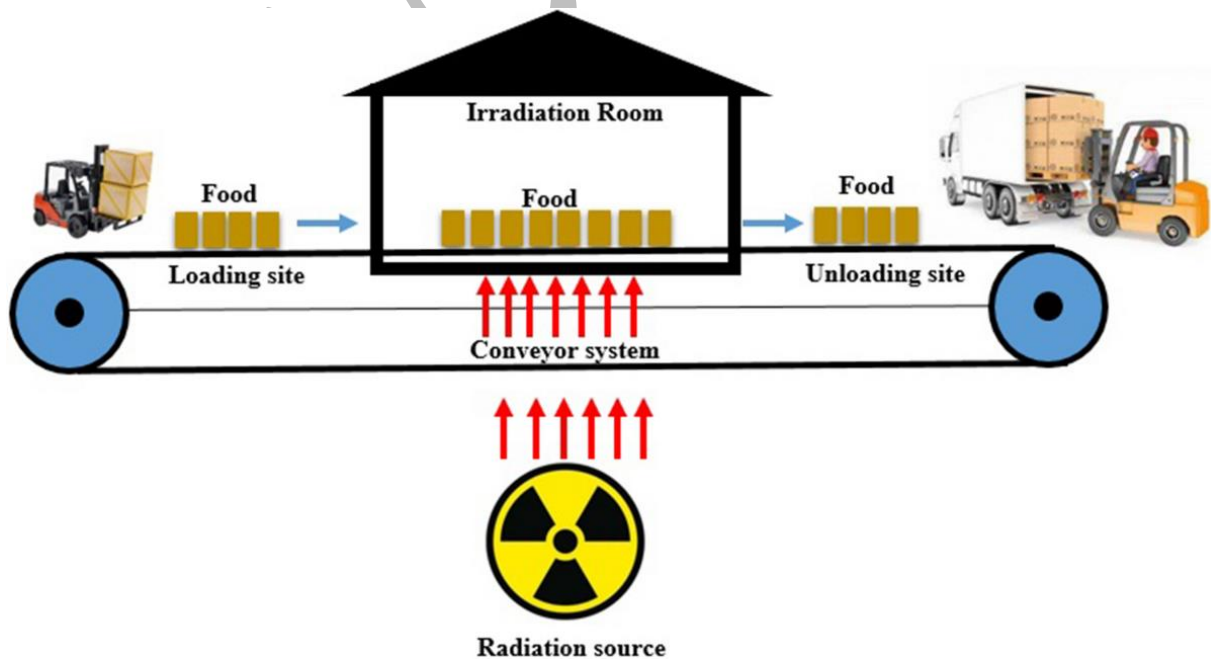 Irradiation Room
Food
Food
Food
Loading site
Unloading site
Conveyor system
Radiation source